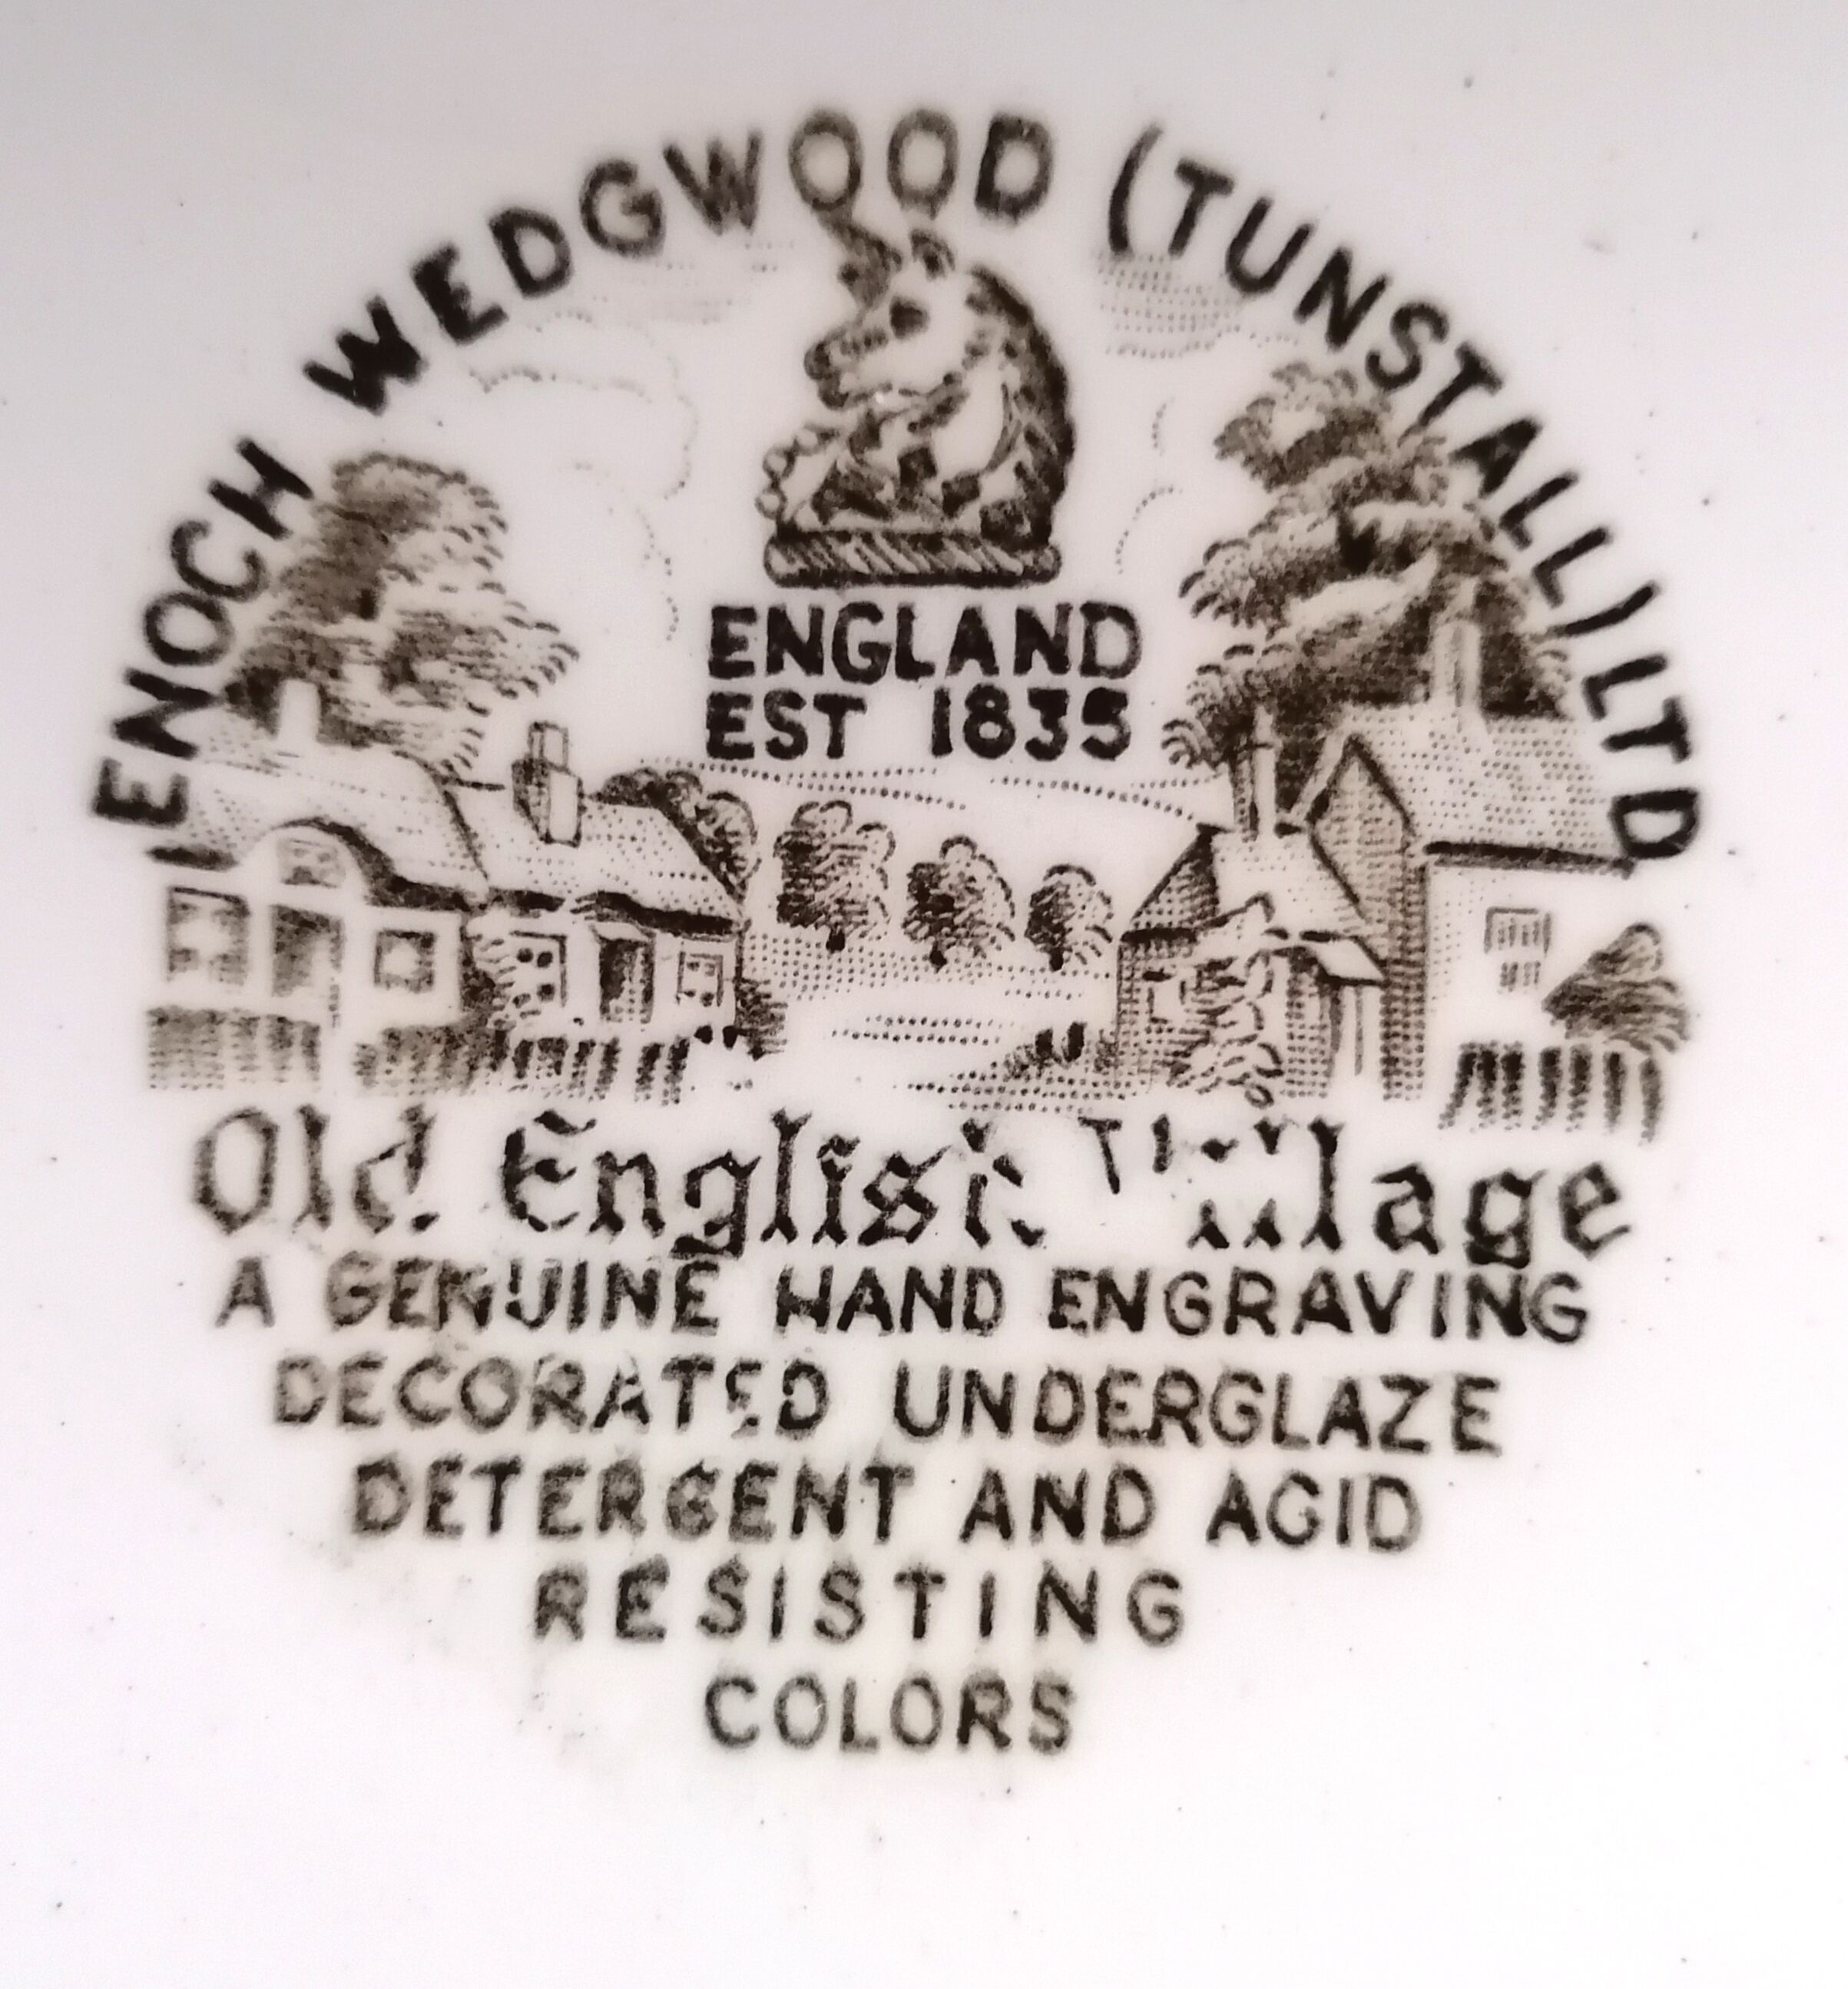 ENOCH WEDGWOOD (TUNSTALL) LTD
ENGLAND
EST 1835
Old English Village
A GENUINE HAND ENGRAVING
DECORATED UNDERGLAZE
DETERGENT AND ACID
RESISTING
COLORS